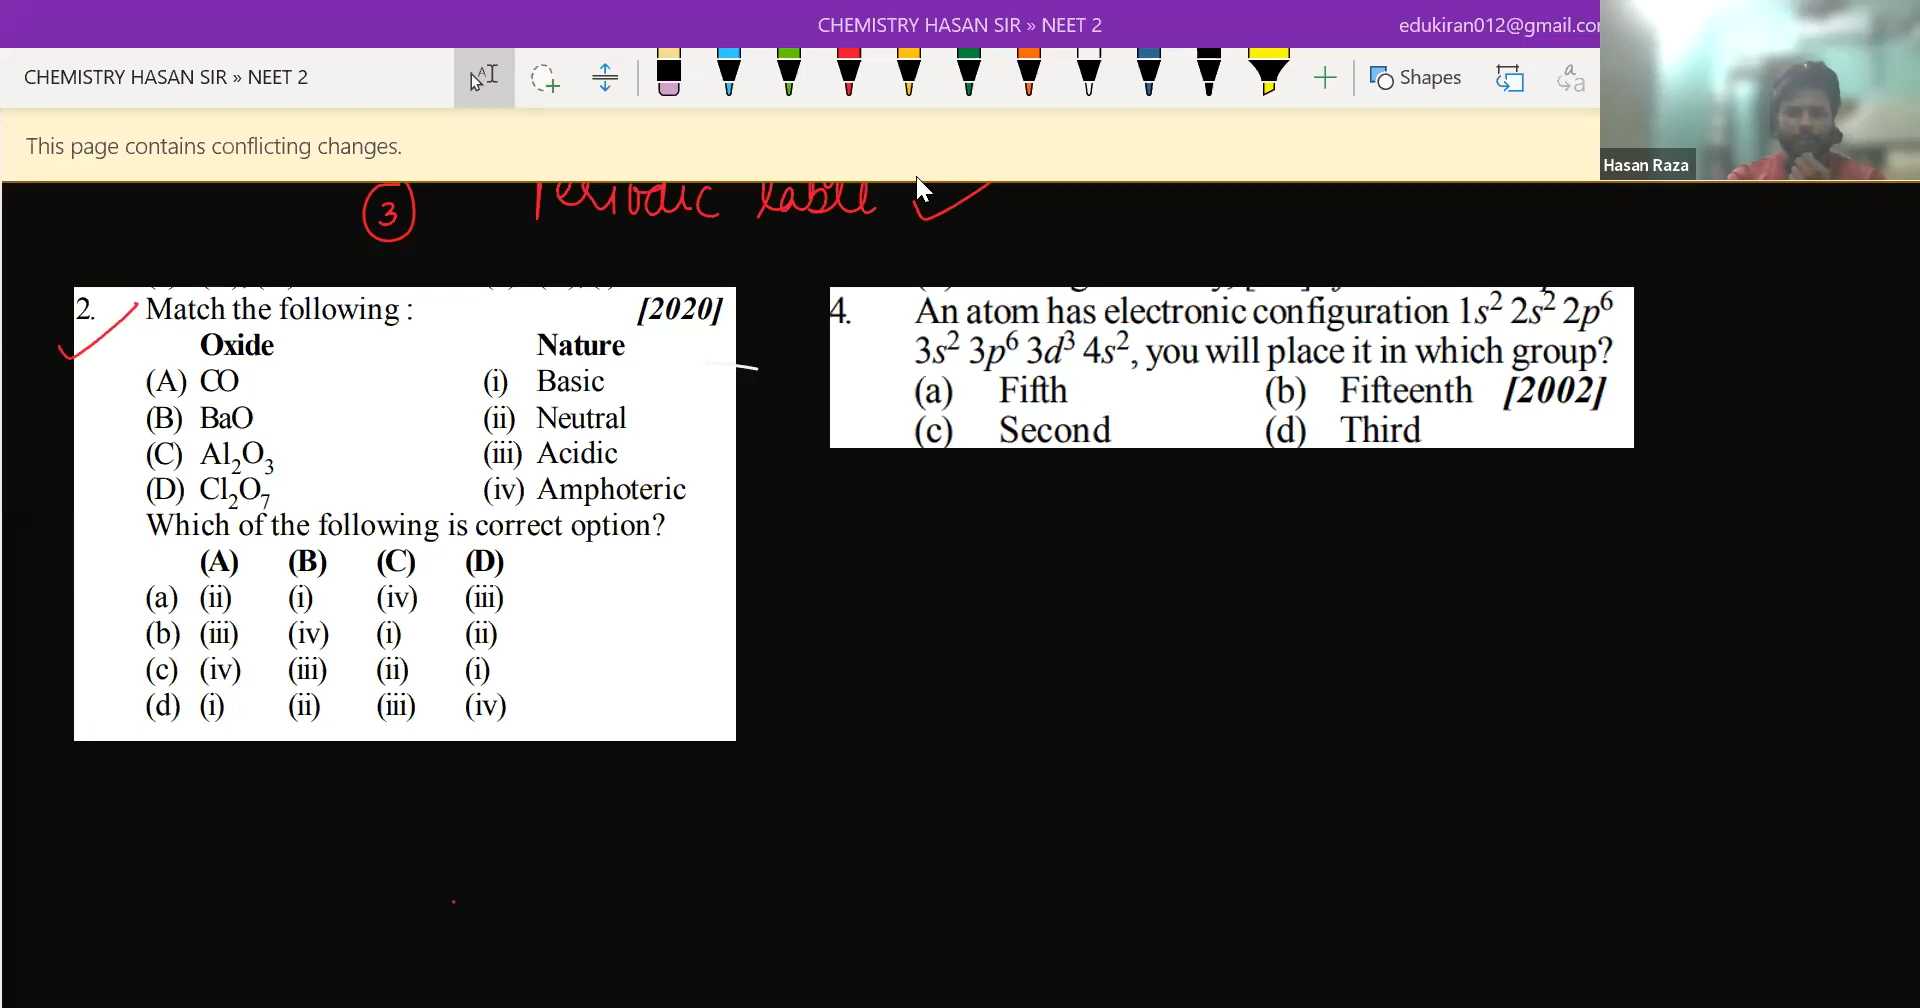 CHEMISTRY HASAN SIR » NEET 2
edukiran012@gmail.co
CHEMISTRY HASAN SIR » NEET 2
Shapes
This page contains conflicting changes.
Hasan Raza
3 Periodic table
2. Match the following : [2020]
Oxide Nature
(A) CO (i) Basic
(B) BaO (ii) Neutral
(C) Al₂O₃ (iii) Acidic
(D) Cl₂O₇ (iv) Amphoteric
Which of the following is correct option?
(A) (B) (C) (D)
(a) (ii) (i) (iv) (iii)
(b) (iii) (iv) (i) (ii)
(c) (iv) (iii) (ii) (i)
(d) (i) (ii) (iii) (iv)
4. An atom has electronic configuration 1s² 2s² 2p⁶
3s² 3p⁶ 3d³ 4s², you will place it in which group?
(a) Fifth (b) Fifteenth [2002]
(c) Second (d) Third